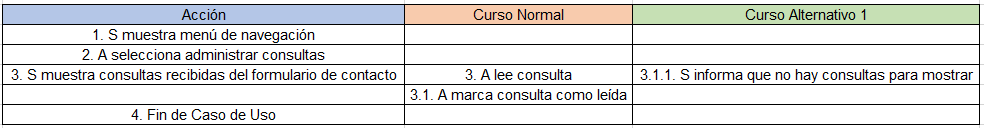 Acción Curso Normal Curso Alternativo 1
1. S muestra menú de navegación
2. A selecciona administrar consultas
3. S muestra consultas recibidas del formulario de contacto 3. A lee consulta 3.1.1. S informa que no hay consultas para mostrar
3.1. A marca consulta como leída
4. Fin de Caso de Uso